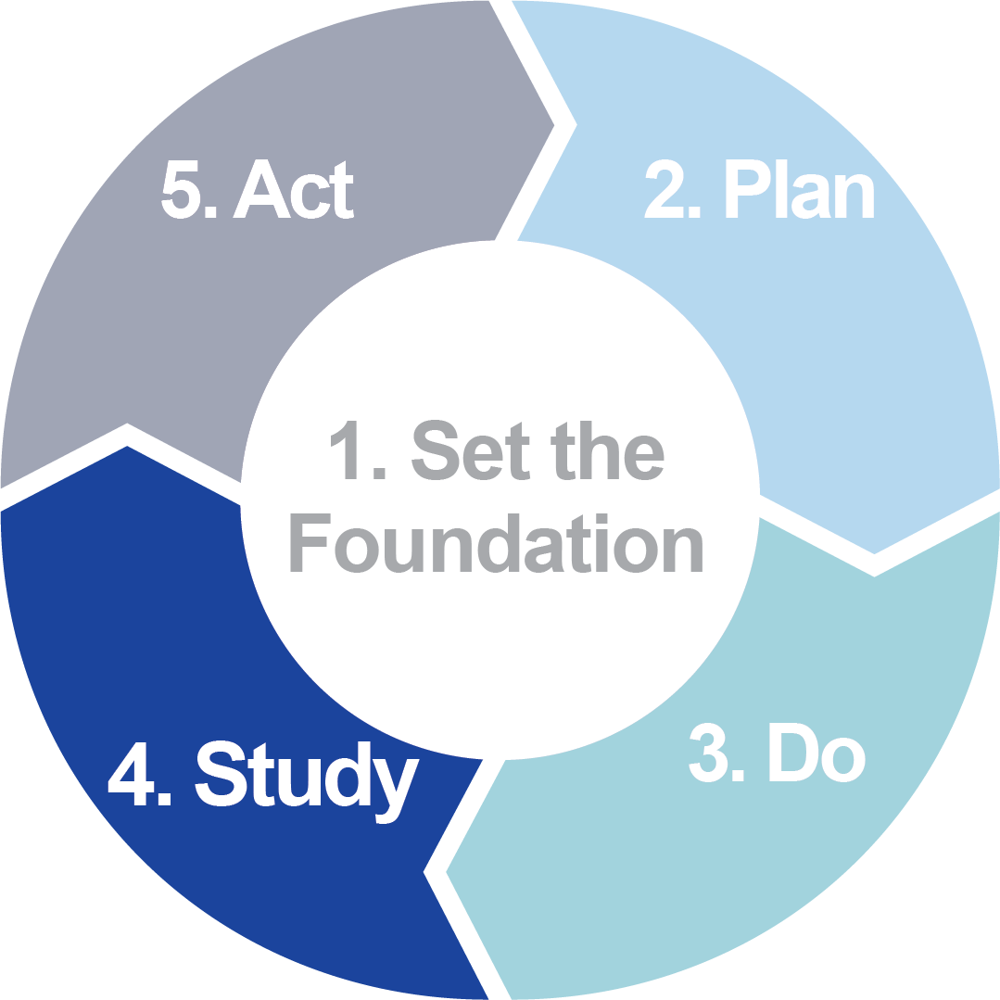 1. Set the
Foundation
2. Plan
3. Do
4. Study
5. Act